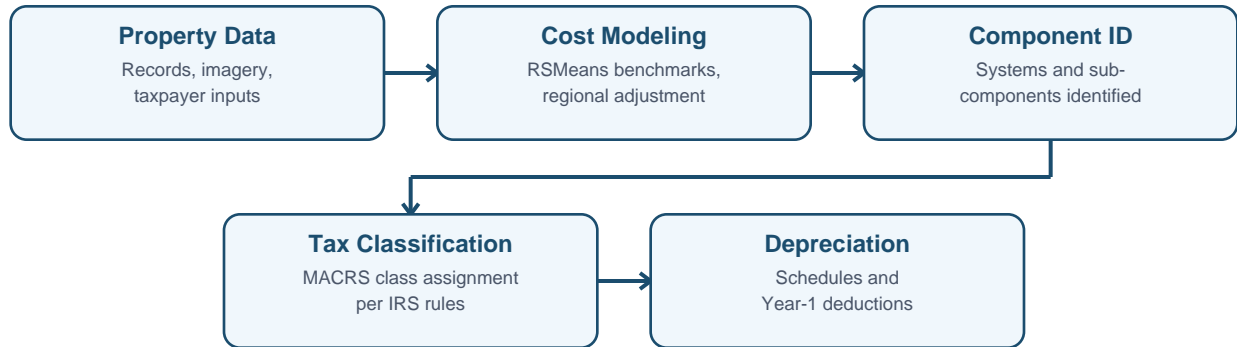 Property Data
Records, imagery,
taxpayer inputs
Cost Modeling
RSMeans benchmarks,
regional adjustment
Component ID
Systems and sub-
components identified
Tax Classification
MACRS class assignment
per IRS rules
Depreciation
Schedules and
Year-1 deductions